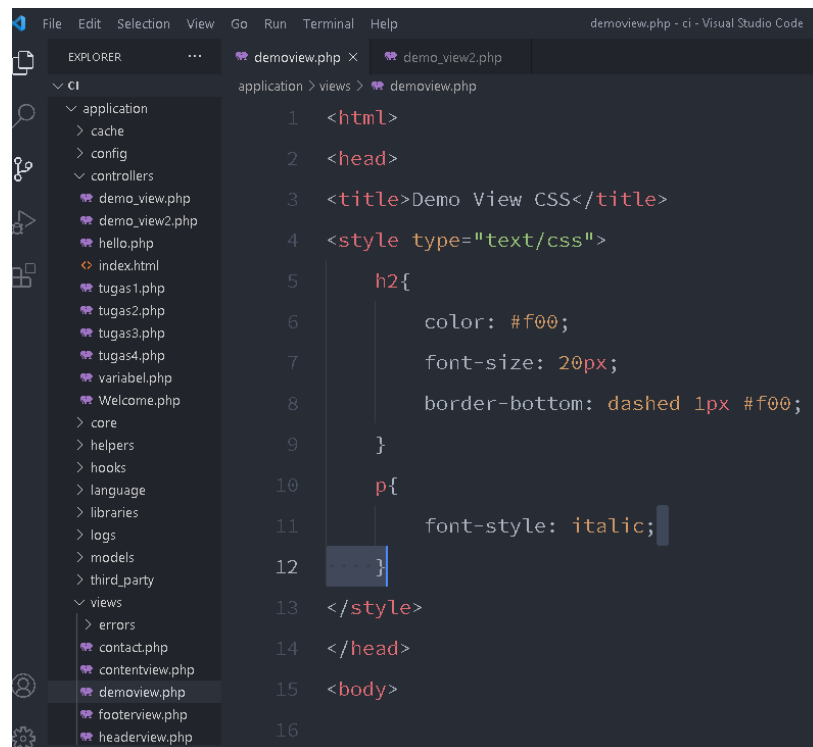 File Edit Selection View Go Run Terminal Help demoview.php - ci - Visual Studio Code
EXPLORER ...
demoview.php × demo_view2.php
CI
application > views > demoview.php
application
cache
config
controllers
demo_view.php
demo_view2.php
hello.php
index.html
tugas1.php
tugas2.php
tugas3.php
tugas4.php
variabel.php
Welcome.php
core
helpers
hooks
language
libraries
logs
models
third_party
views
errors
contact.php
contentview.php
demoview.php
footerview.php
headerview.php
1 <html>
2 <head>
3 <title>Demo View CSS</title>
4 <style type="text/css">
5 h2{
6 color: #f00;
7 font-size: 20px;
8 border-bottom: dashed 1px #f00;
9 }
10 p{
11 font-style: italic;
12 }
13 </style>
14 </head>
15 <body>
16